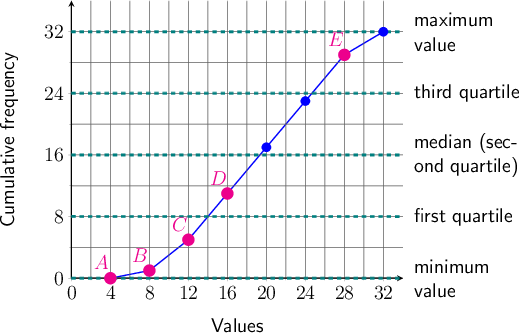 maximum
value
32
E
24
third quartile
Cumulative frequency
median (sec-
ond quartile)
16
D
8
C
first quartile
B
A
minimum
value
0
0 4 8 12 16 20 24 28 32
Values